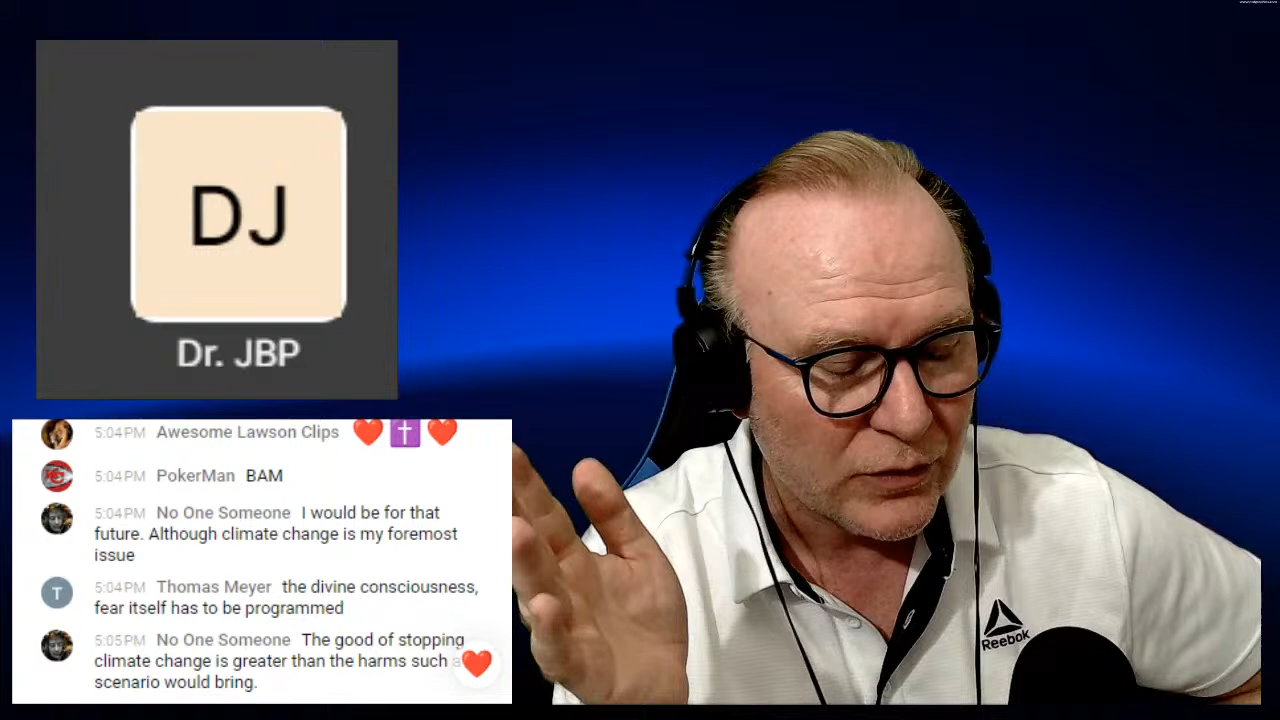 DJ
Dr. JBP
5:04PM Awesome Lawson Clips ❤️ ✝️ ❤️
5:04PM PokerMan BAM
5:04PM No One Someone I would be for that
future. Although climate change is my foremost
issue
T 5:04PM Thomas Meyer the divine consciousness,
fear itself has to be programmed
5:05PM No One Someone The good of stopping
climate change is greater than the harms such a
scenario would bring.
Reebok